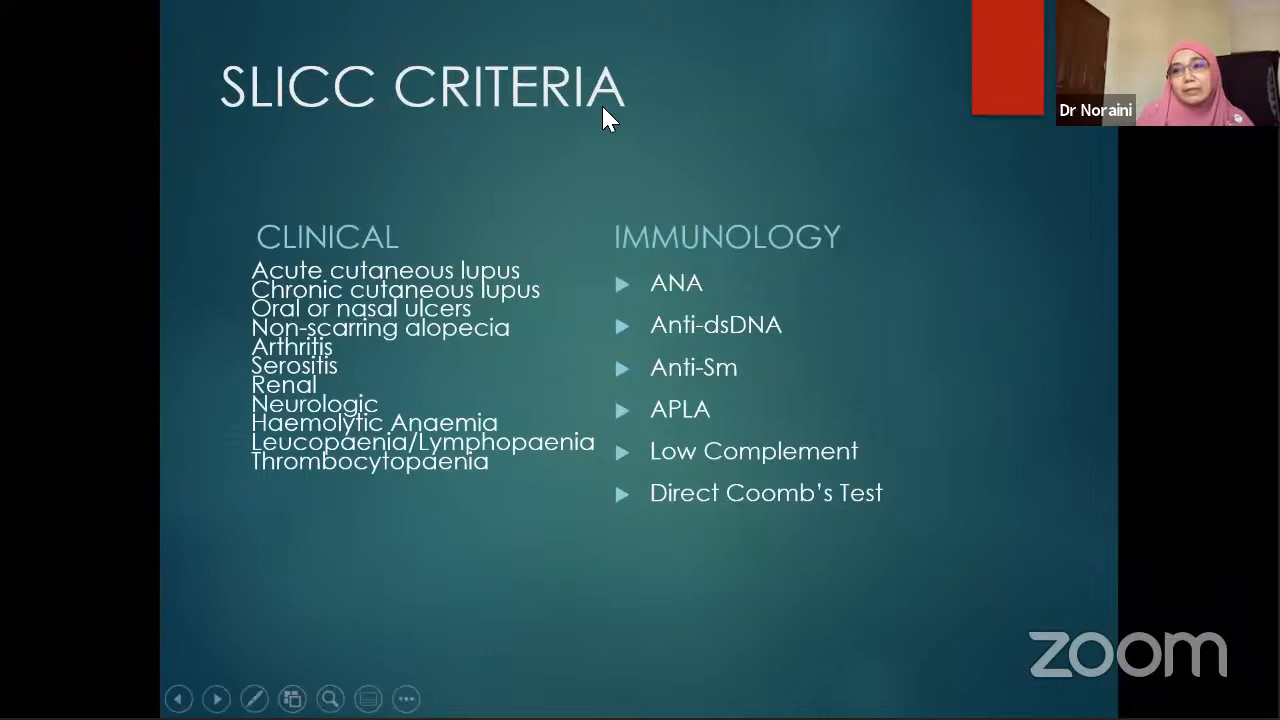 SLICC CRITERIA
Dr Noraini
CLINICAL
Acute cutaneous lupus
Chronic cutaneous lupus
Oral or nasal ulcers
Non-scarring alopecia
Arthritis
Serositis
Renal
Neurologic
Haemolytic Anaemia
Leucopaenia/Lymphopaenia
Thrombocytopaenia
IMMUNOLOGY
ANA
Anti-dsDNA
Anti-Sm
APLA
Low Complement
Direct Coomb’s Test
zoom